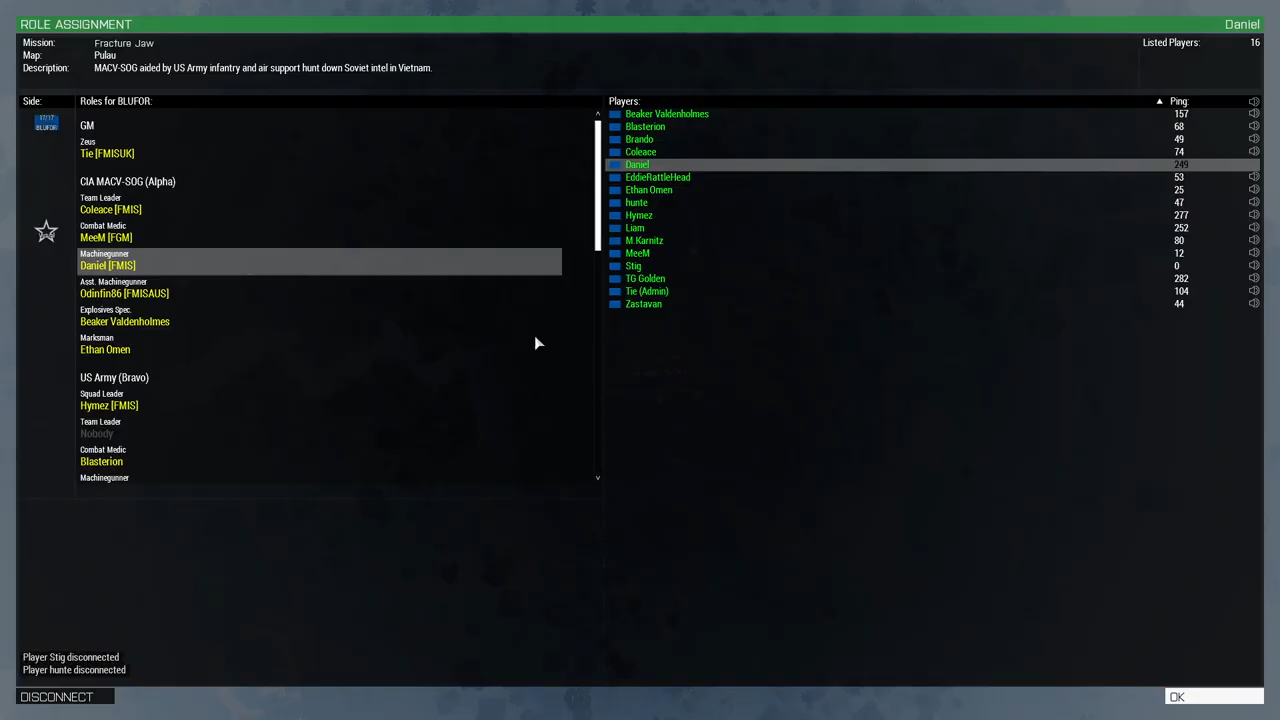 ROLE ASSIGNMENT Daniel
Mission: Fracture Jaw Listed Players: 16
Map: Pulau
Description: MACV-SOG aided by US Army infantry and air support hunt down Soviet intel in Vietnam.
Side: Roles for BLUFOR: Players: Ping:
17/17
BLUFOR
GM
Zeus
Tie [FMISUK]
CIA MACV-SOG (Alpha)
Team Leader
Coleace [FMIS]
Combat Medic
MeeM [FGM]
Machinegunner
Daniel [FMIS]
Asst. Machinegunner
Odinfin86 [FMISAUS]
Explosives Spec.
Beaker Valdenholmes
Marksman
Ethan Omen
US Army (Bravo)
Squad Leader
Hymez [FMIS]
Team Leader
Nobody
Combat Medic
Blasterion
Machinegunner
Beaker Valdenholmes 157
Blasterion 68
Brando 49
Coleace 74
Daniel 249
EddieRattleHead 53
Ethan Omen 25
hunte 47
Hymez 277
Liam 252
M Karnitz 80
MeeM 12
Stig 0
TG Golden 282
Tie (Admin) 104
Zastavan 44
Player Stig disconnected
Player hunte disconnected
DISCONNECT OK